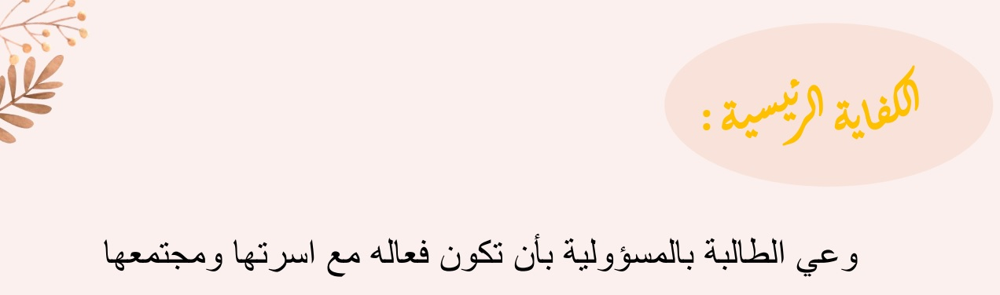 الكفاية الرئيسية :
وعي الطالبة بالمسؤولية بأن تكون فعاله مع اسرتها ومجتمعها